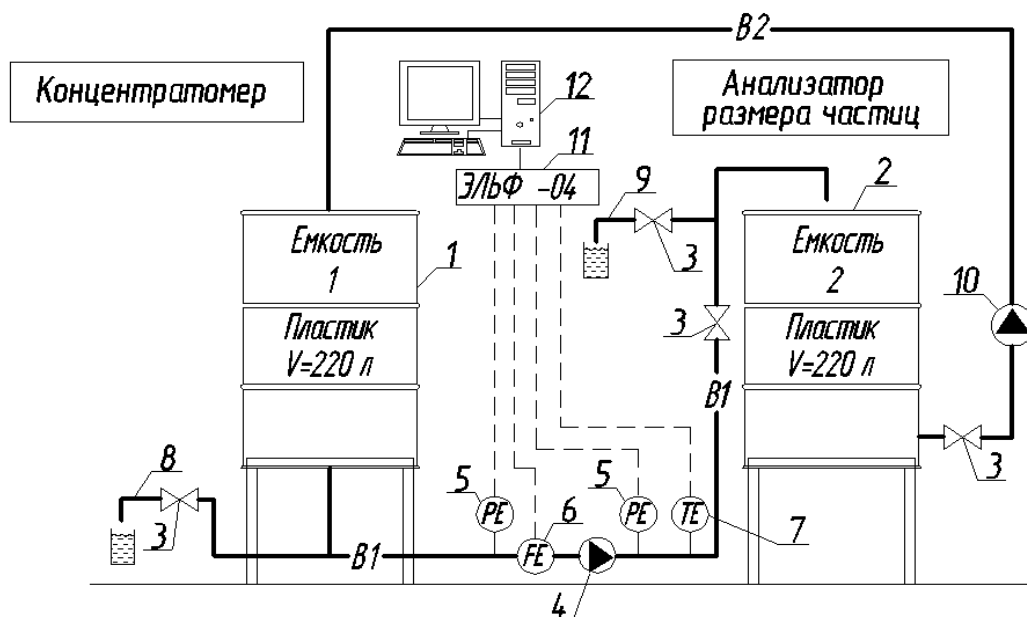 В2
Концентратомер
Анализатор
размера частиц
12
11
ЭЛЬФ -04
9
2
Емкость
1
1
3
Емкость
2
10
3
Пластик
V=220 л
Пластик
V=220 л
В1
8
5
5
6
3
PE
PE
TE
7
3
В1
FE
4